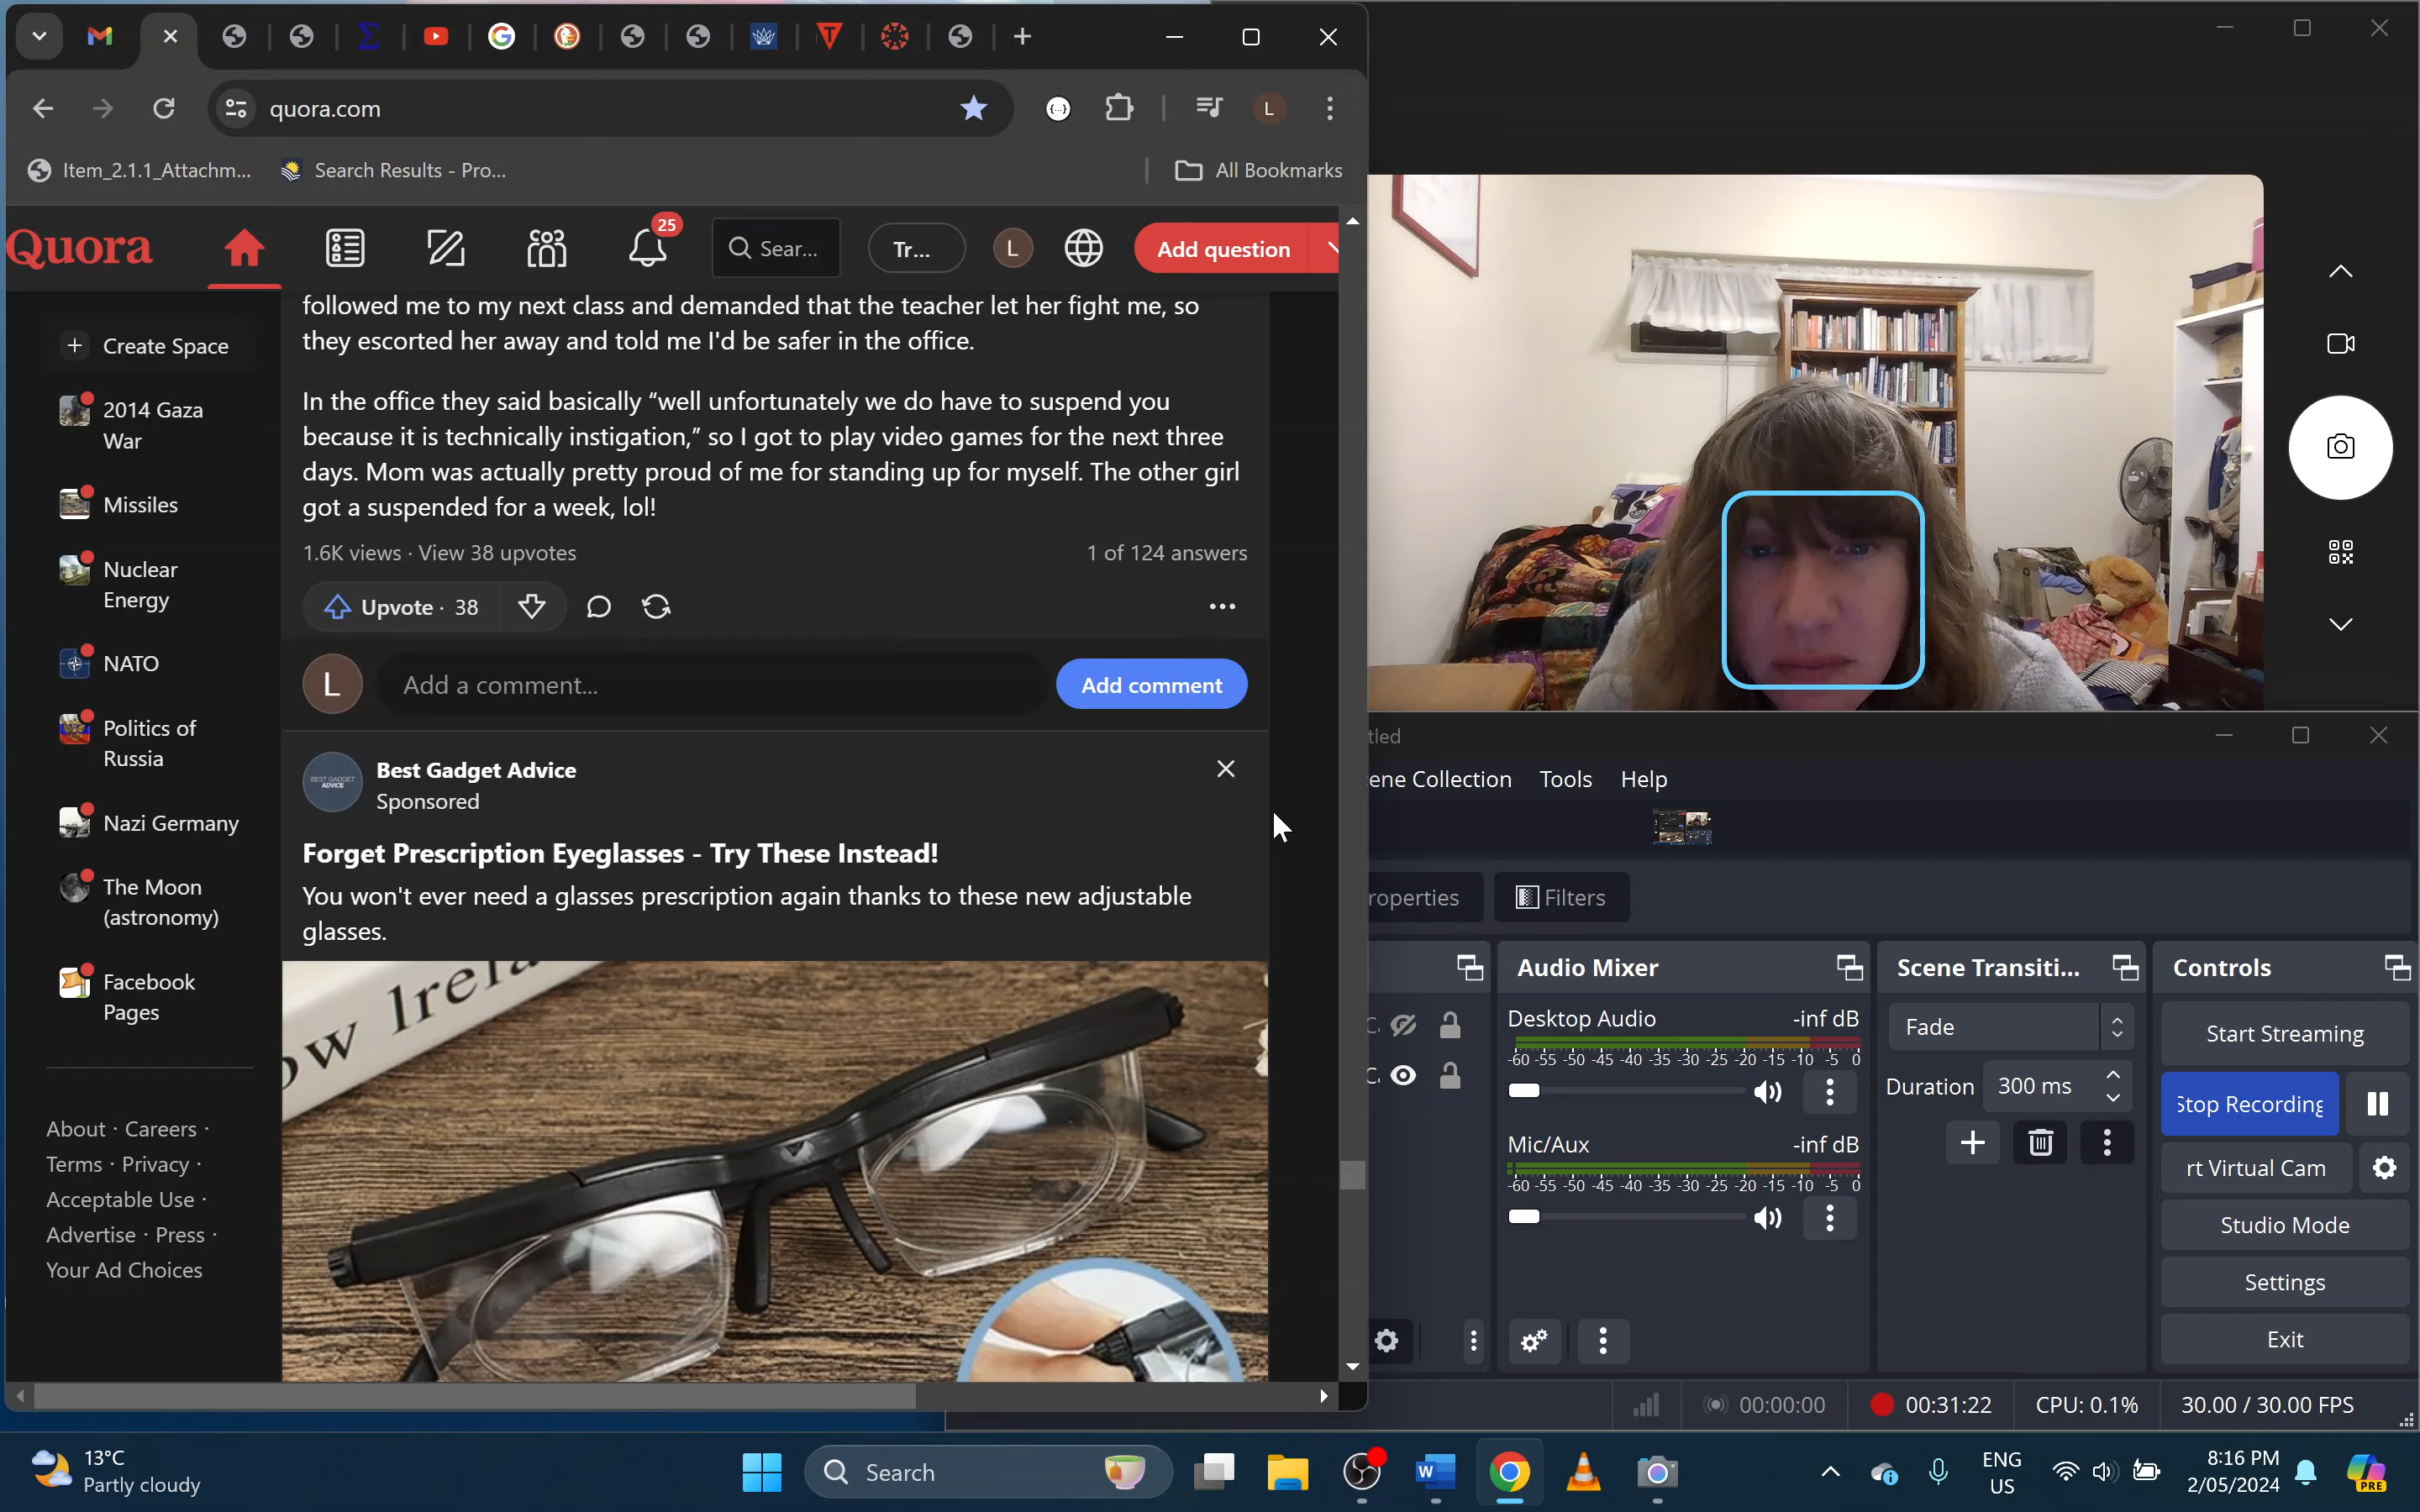 quora.com
Item_2.1.1_Attachm...
Search Results - Pro...
All Bookmarks
Quora
25
Sear...
Tr...
L
Add question
Create Space
2014 Gaza
War
Missiles
Nuclear
Energy
NATO
Politics of
Russia
Nazi Germany
The Moon
(astronomy)
Facebook
Pages
About · Careers ·
Terms · Privacy ·
Acceptable Use ·
Advertise · Press ·
Your Ad Choices
followed me to my next class and demanded that the teacher let her fight me, so
they escorted her away and told me I'd be safer in the office.
In the office they said basically “well unfortunately we do have to suspend you
because it is technically instigation,” so I got to play video games for the next three
days. Mom was actually pretty proud of me for standing up for myself. The other girl
got a suspended for a week, lol!
1.6K views · View 38 upvotes
1 of 124 answers
Upvote · 38
L
Add a comment...
Add comment
BEST GADGET
ADVICE
Best Gadget Advice
Sponsored
Forget Prescription Eyeglasses - Try These Instead!
You won't ever need a glasses prescription again thanks to these new adjustable
glasses.
ow Irela
tled
ene Collection
Tools
Help
roperties
Filters
Audio Mixer
Desktop Audio
-inf dB
-60 -55 -50 -45 -40 -35 -30 -25 -20 -15 -10 -5 0
Mic/Aux
-inf dB
-60 -55 -50 -45 -40 -35 -30 -25 -20 -15 -10 -5 0
Scene Transiti...
Fade
Duration
300 ms
Controls
Start Streaming
Stop Recording
rt Virtual Cam
Studio Mode
Settings
Exit
00:00:00
00:31:22
CPU: 0.1%
30.00 / 30.00 FPS
13°C
Partly cloudy
Search
ENG
US
8:16 PM
2/05/2024
PRE